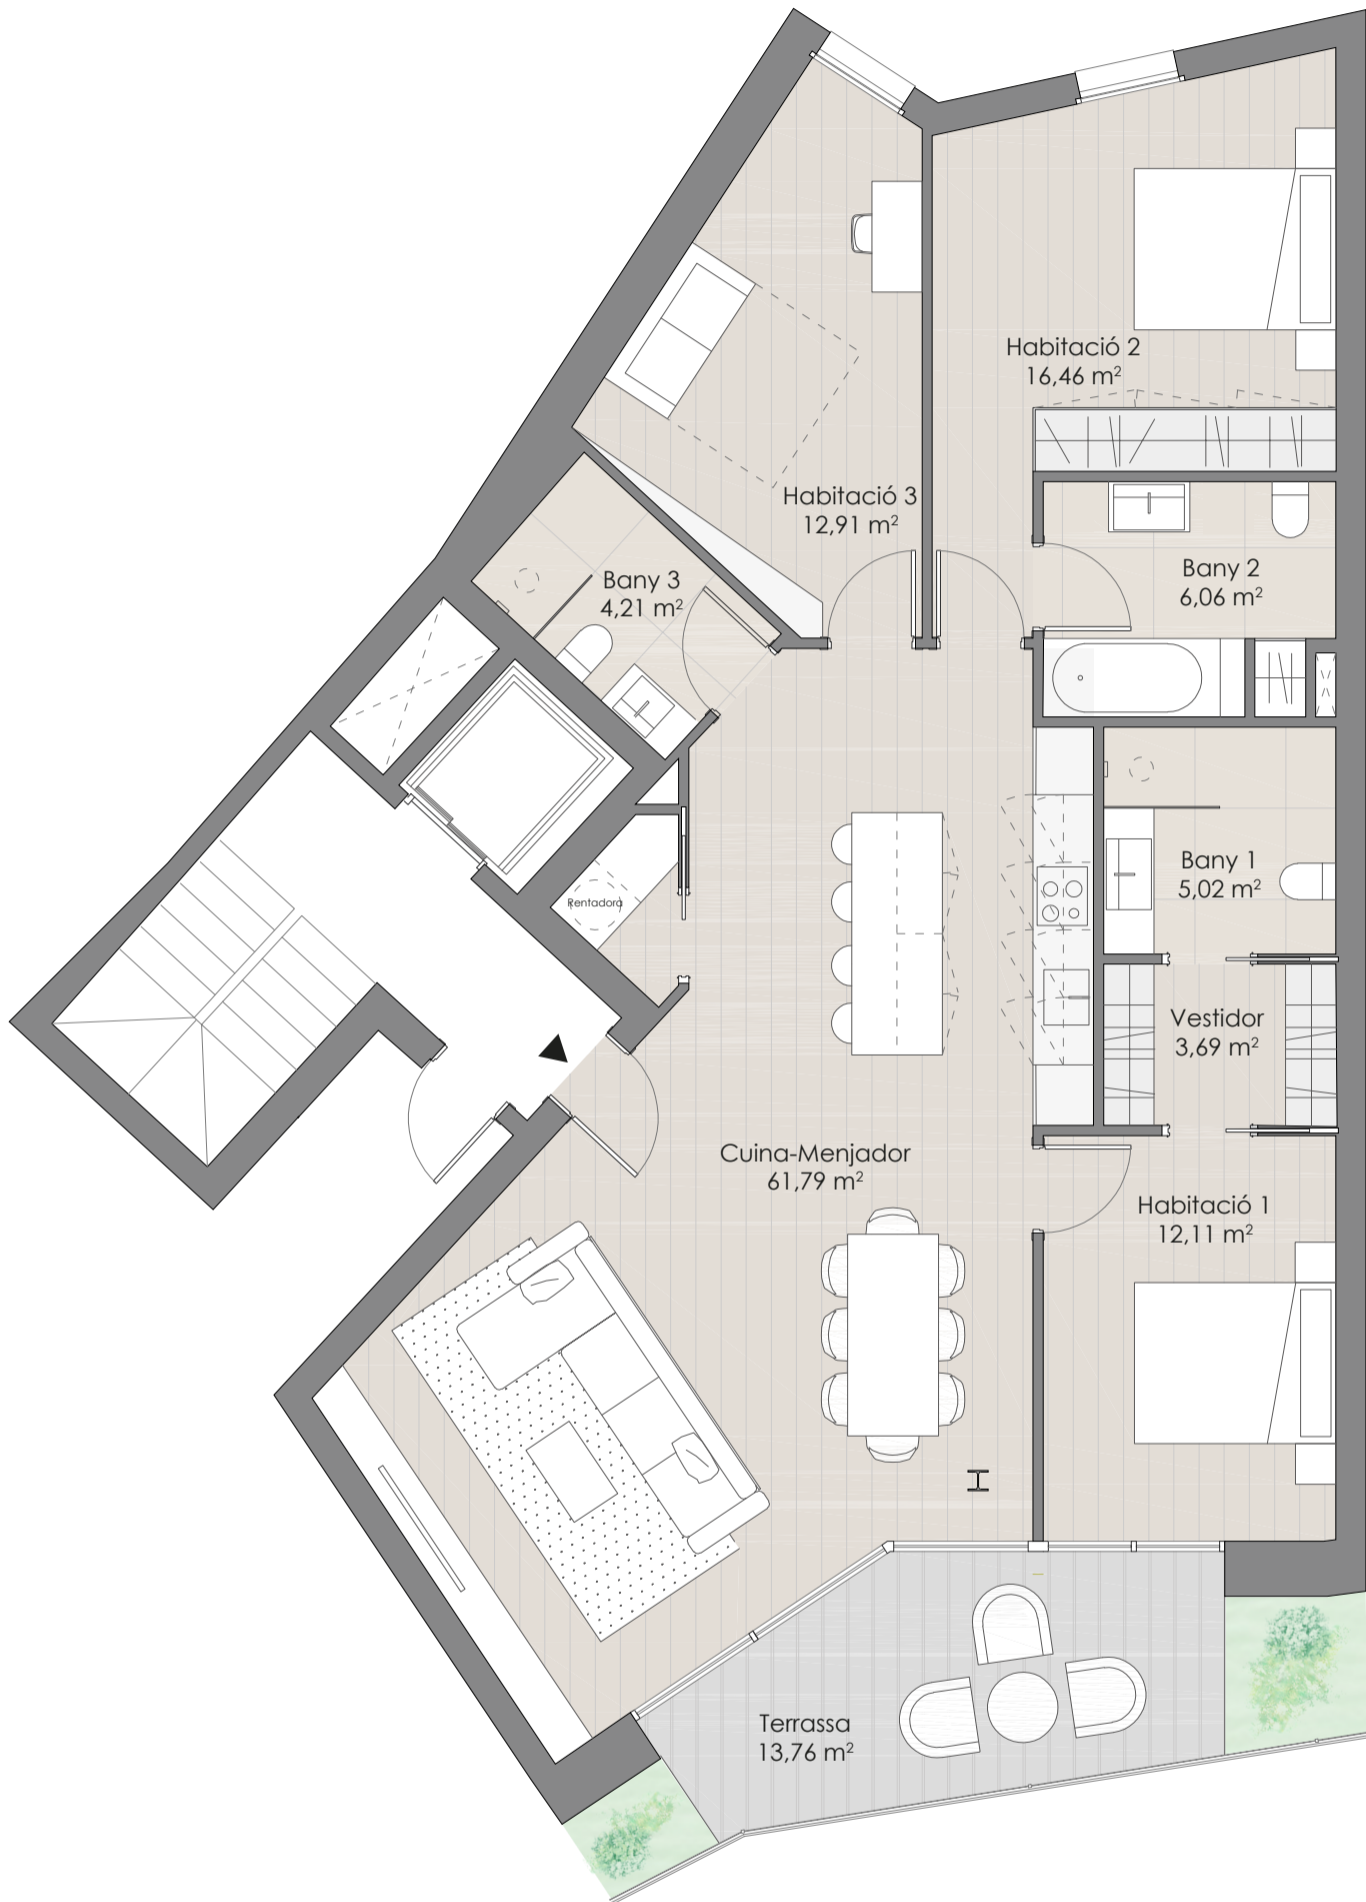 Habitació 2
16,46 m²
Habitació 3
12,91 m²
Bany 3
4,21 m²
Bany 2
6,06 m²
Bany 1
5,02 m²
Rentadora
Vestidor
3,69 m²
Cuina-Menjador
61,79 m²
Habitació 1
12,11 m²
Terrassa
13,76 m²